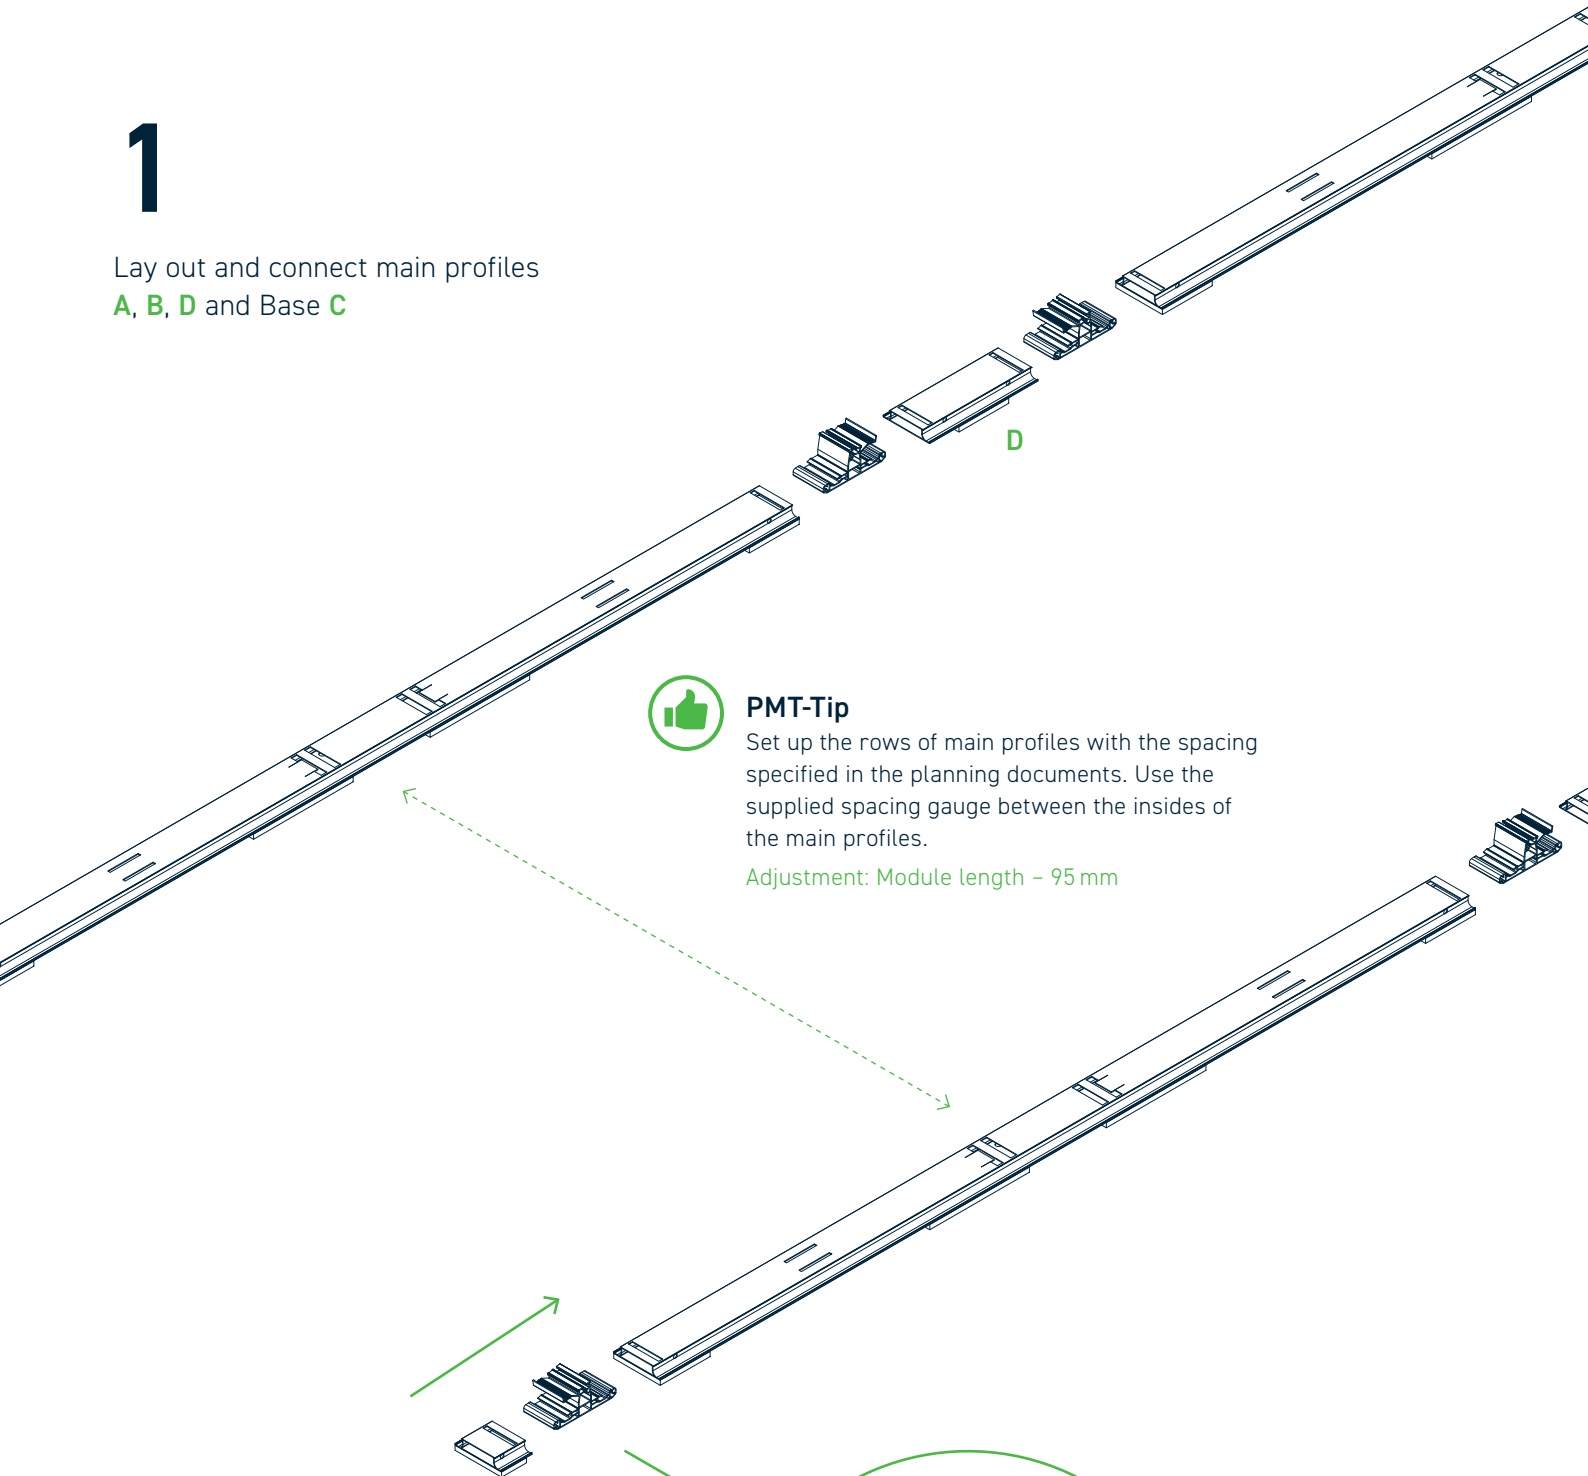 1
Lay out and connect main profiles
A, B, D and Base C
D
PMT-Tip
Set up the rows of main profiles with the spacing
specified in the planning documents. Use the
supplied spacing gauge between the insides of
the main profiles.
Adjustment: Module length – 95 mm